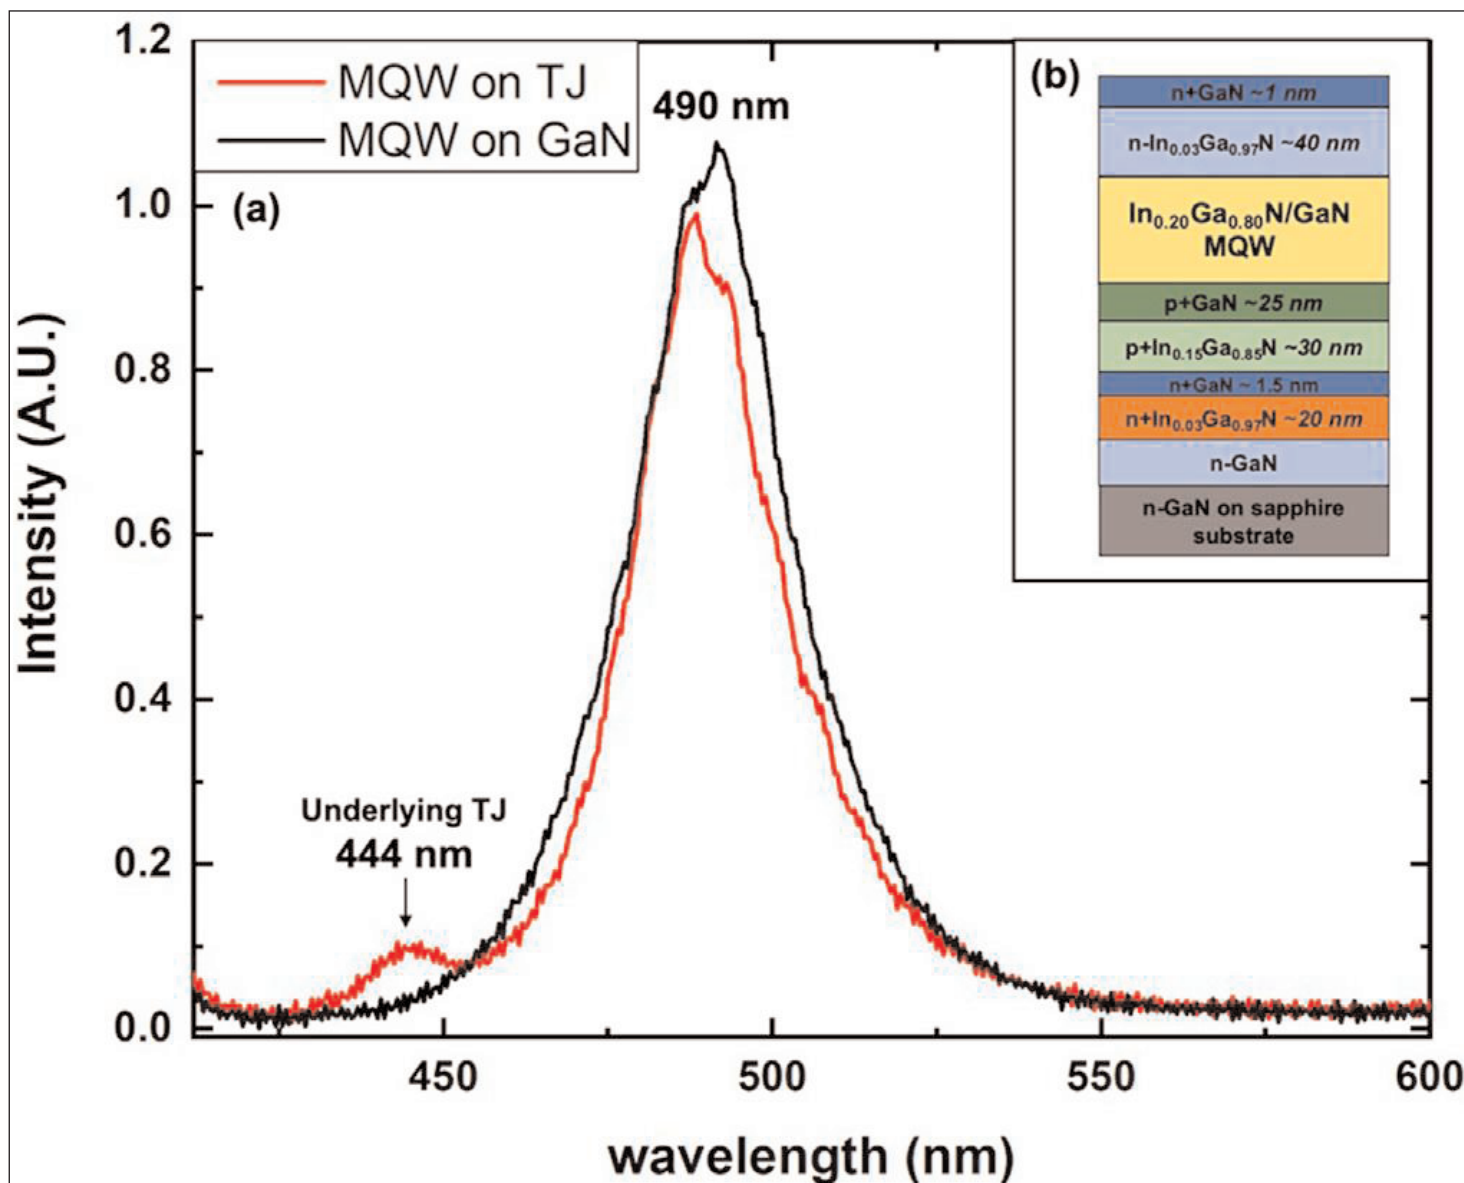 MQW on TJ
MQW on GaN
(a)
490 nm
Underlying TJ
444 nm
1.2
1.0
0.8
0.6
0.4
0.2
0.0
Intensity (A.U.)
450
500
550
600
wavelength (nm)
(b)
n+GaN ~1 nm
n-In₀.₀₃Ga₀.₉₇N ~40 nm
In₀.₂₀Ga₀.₈₀N/GaN
MQW
p+GaN ~25 nm
p+In₀.₁₅Ga₀.₈₅N ~30 nm
n+GaN ~ 1.5 nm
n+In₀.₀₃Ga₀.₉₇N ~20 nm
n-GaN
n-GaN on sapphire
substrate